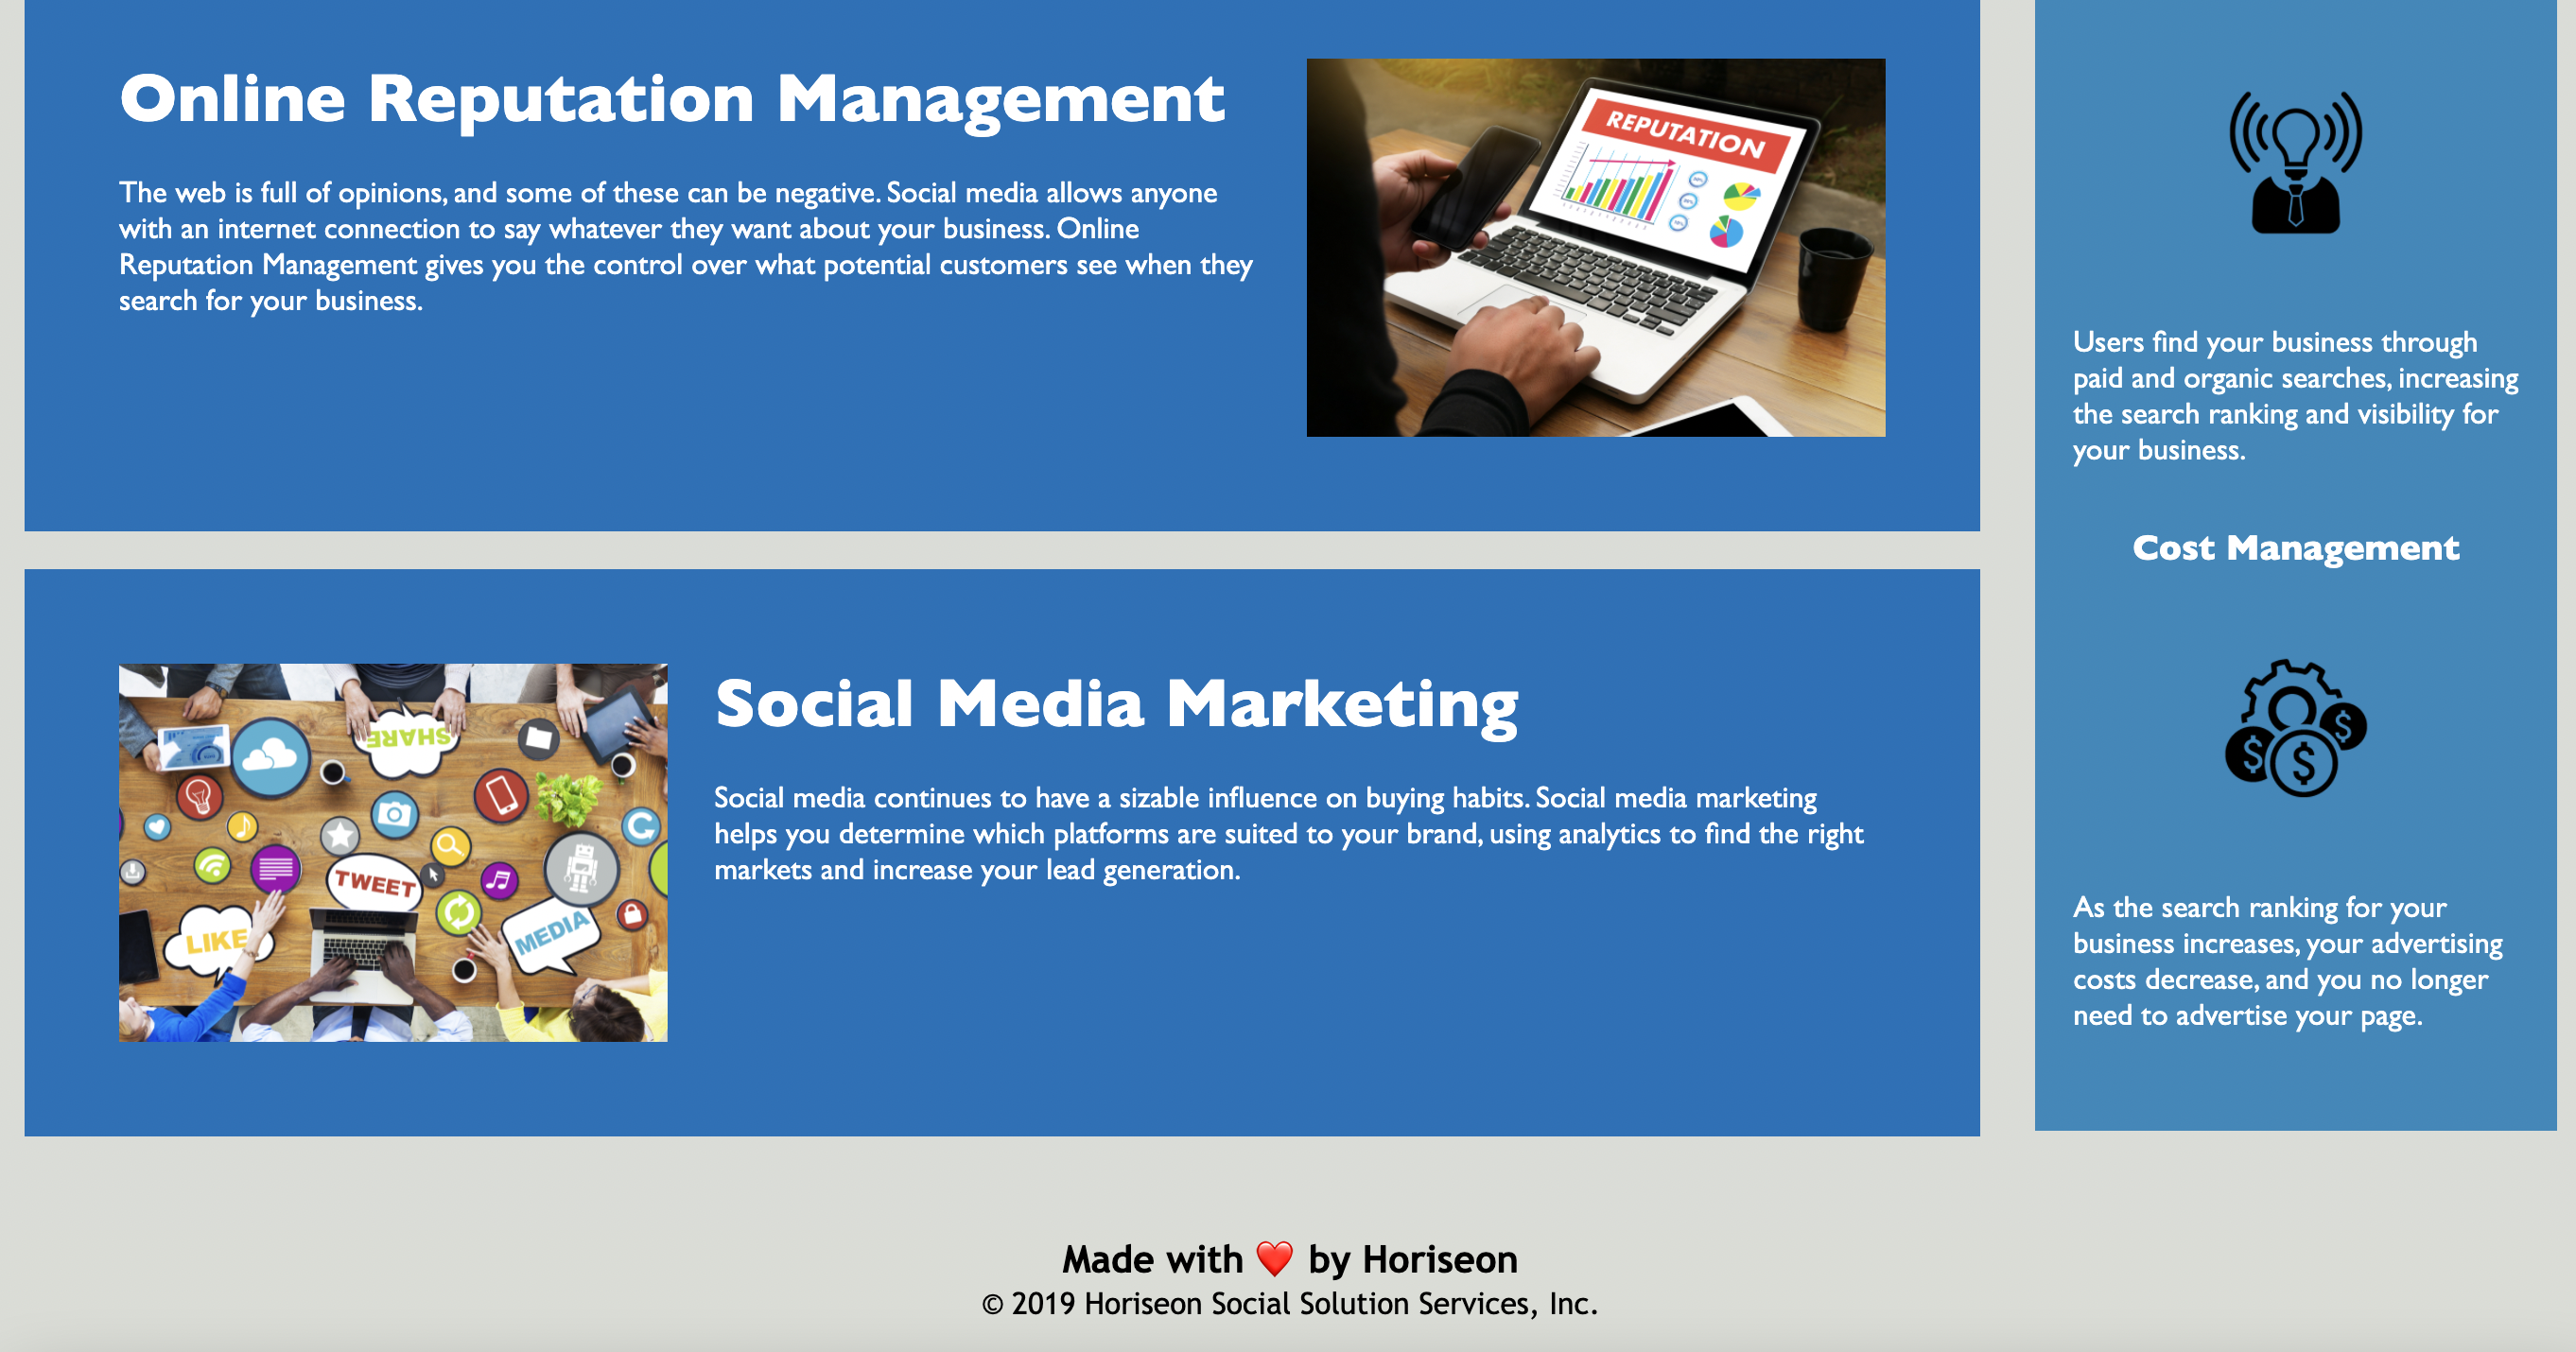 Online Reputation Management
The web is full of opinions, and some of these can be negative. Social media allows anyone
with an internet connection to say whatever they want about your business. Online
Reputation Management gives you the control over what potential customers see when they
search for your business.
REPUTATION
Social Media Marketing
Social media continues to have a sizable influence on buying habits. Social media marketing
helps you determine which platforms are suited to your brand, using analytics to find the right
markets and increase your lead generation.
SHARE
TWEET
LIKE
MEDIA
Users find your business through
paid and organic searches, increasing
the search ranking and visibility for
your business.
Cost Management
$ $ $
As the search ranking for your
business increases, your advertising
costs decrease, and you no longer
need to advertise your page.
Made with ❤️ by Horiseon
© 2019 Horiseon Social Solution Services, Inc.